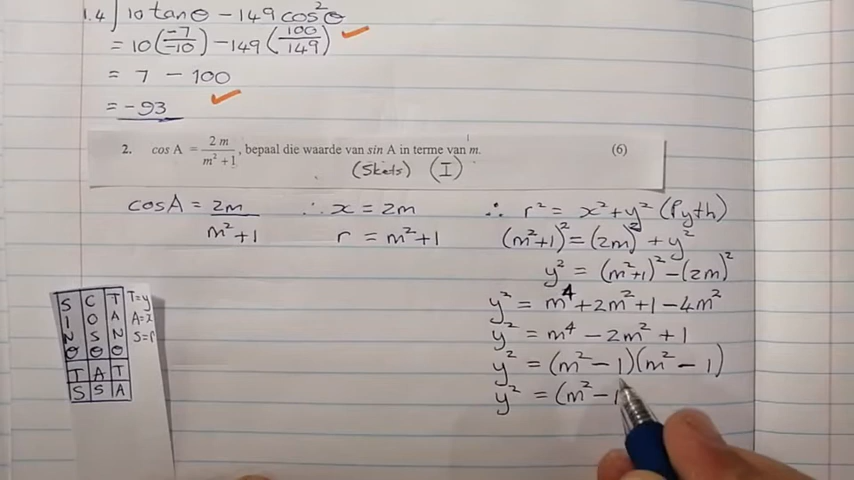 1.4 10 tanθ - 149 cos²θ
= 10(-7/-10) - 149(100/149)
= 7 - 100
= -93
2. cos A = 2m/(m² + 1), bepaal die waarde van sin A in terme van m. (6)
(Skets) (I)
cosA = 2m/(m²+1) ∴ x = 2m ∴ r² = x² + y² (Pyth)
r = m²+1 (m²+1)² = (2m)² + y²
y² = (m²+1)² - (2m)²
y² = m⁴ + 2m² + 1 - 4m²
y² = m⁴ - 2m² + 1
y² = (m² - 1)(m² - 1)
y² = (m² - 1
S C T T=y
I O A A=x
N S N S=r
θ θ θ
T A T
S S A